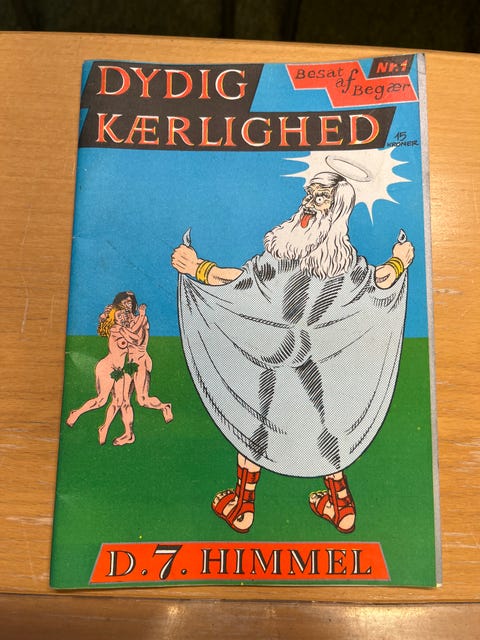 DYDIG
KÆRLIGHED
Besat
af
Begær
Nr.1
15
KRONER
D.7. HIMMEL